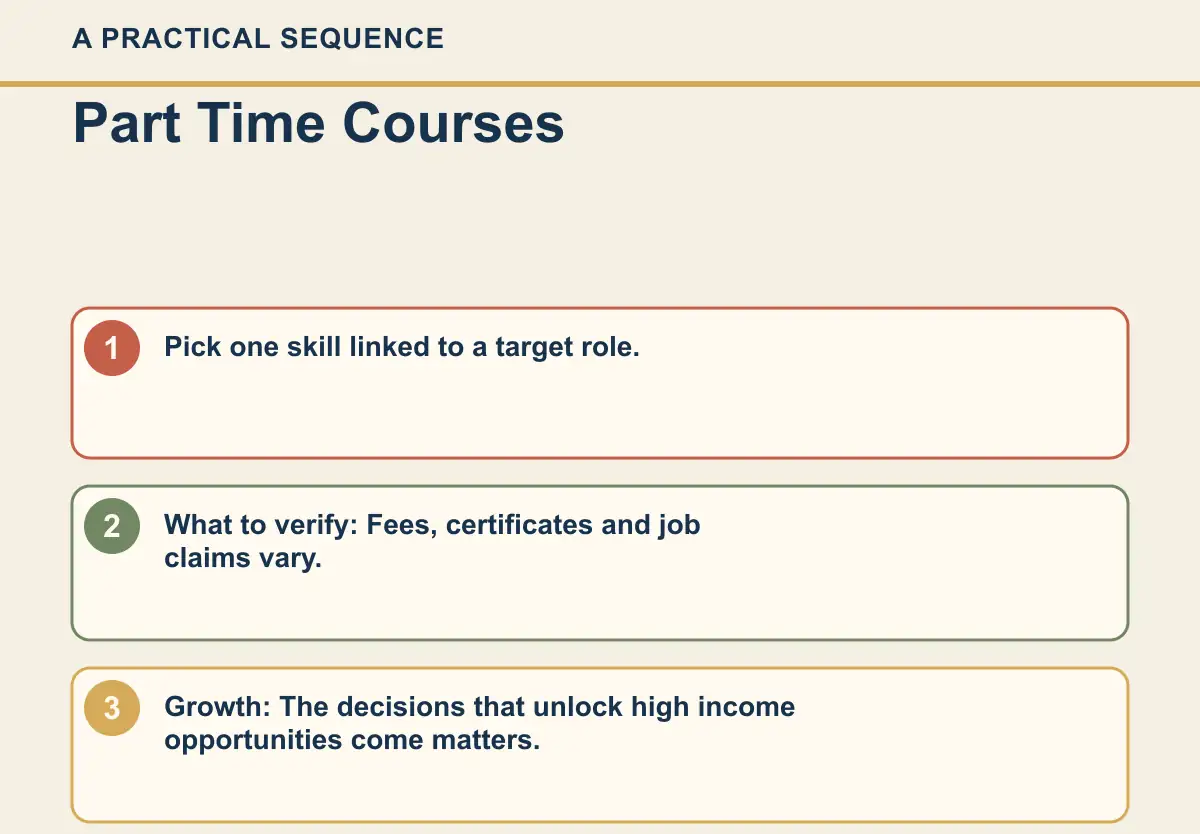 A PRACTICAL SEQUENCE
Part Time Courses
1
Pick one skill linked to a target role.
2
What to verify: Fees, certificates and job
claims vary.
3
Growth: The decisions that unlock high income
opportunities come matters.